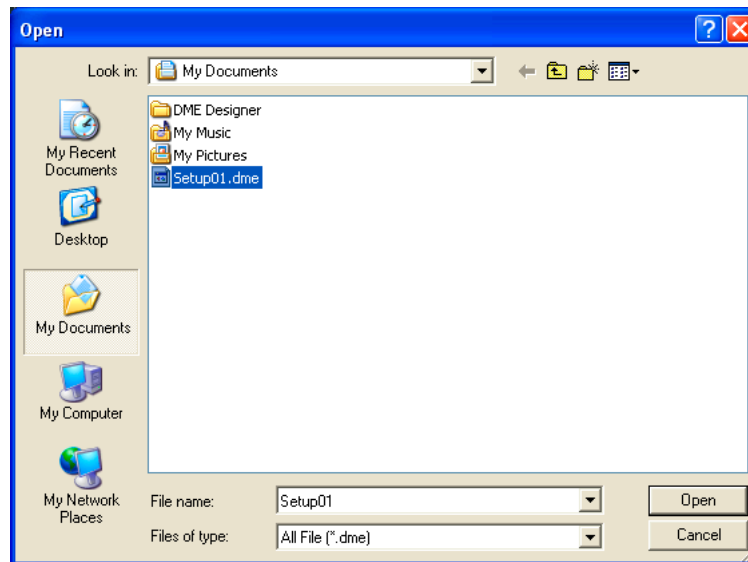 Open
Look in:
My Documents
DME Designer
My Music
My Pictures
Setup01.dme
My Recent
Documents
Desktop
My Documents
My Computer
My Network
Places
File name:
Setup01
Open
Files of type:
All File (*.dme)
Cancel